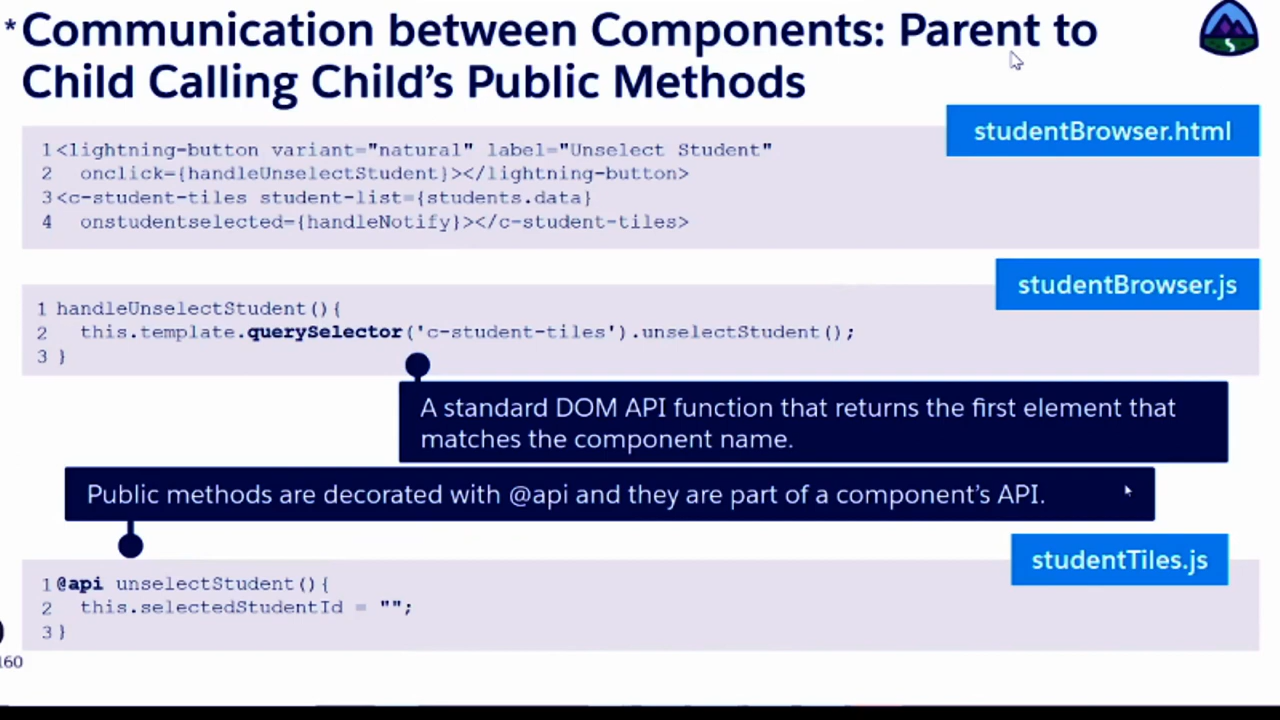 *Communication between Components: Parent to
Child Calling Child's Public Methods
studentBrowser.html
1<lightning-button variant="natural" label="Unselect Student"
2 onclick={handleUnselectStudent}></lightning-button>
3<c-student-tiles student-list={students.data}
4 onstudentselected={handleNotify}></c-student-tiles>
studentBrowser.js
1 handleUnselectStudent(){
2 this.template.querySelector('c-student-tiles').unselectStudent();
3 }
A standard DOM API function that returns the first element that
matches the component name.
Public methods are decorated with @api and they are part of a component's API.
studentTiles.js
1@api unselectStudent(){
2 this.selectedStudentId = "";
3}
160